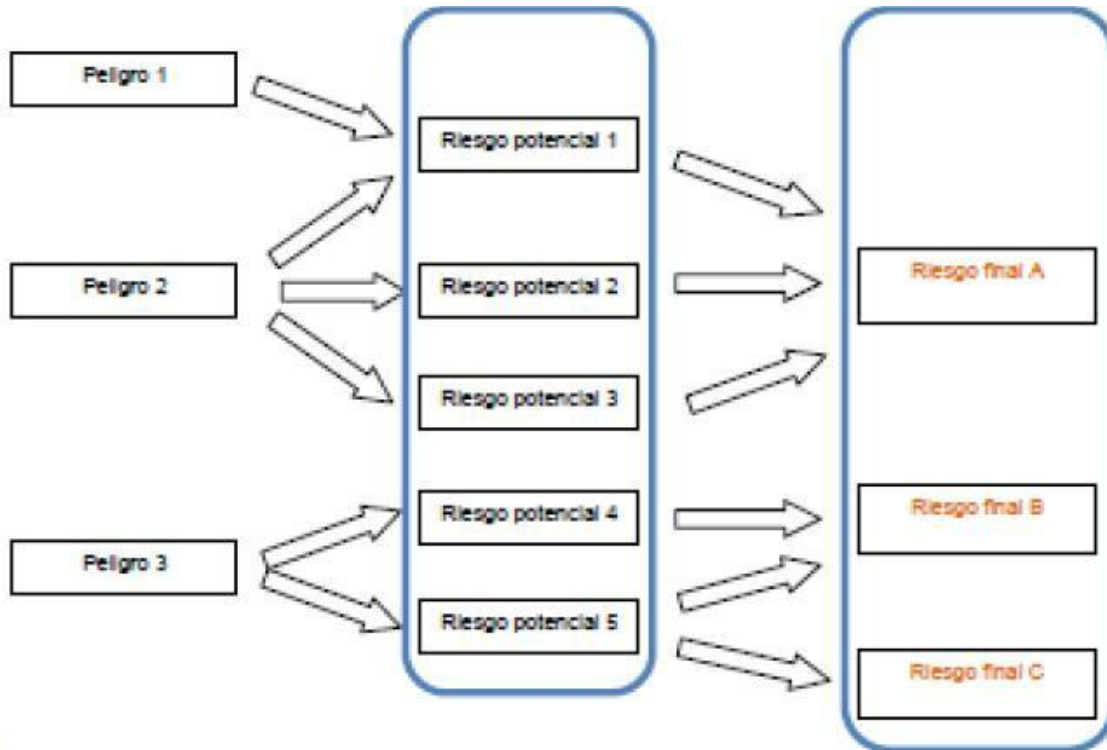 Peligro 1
Peligro 2
Peligro 3
Riesgo potencial 1
Riesgo potencial 2
Riesgo potencial 3
Riesgo potencial 4
Riesgo potencial 5
Riesgo final A
Riesgo final B
Riesgo final C